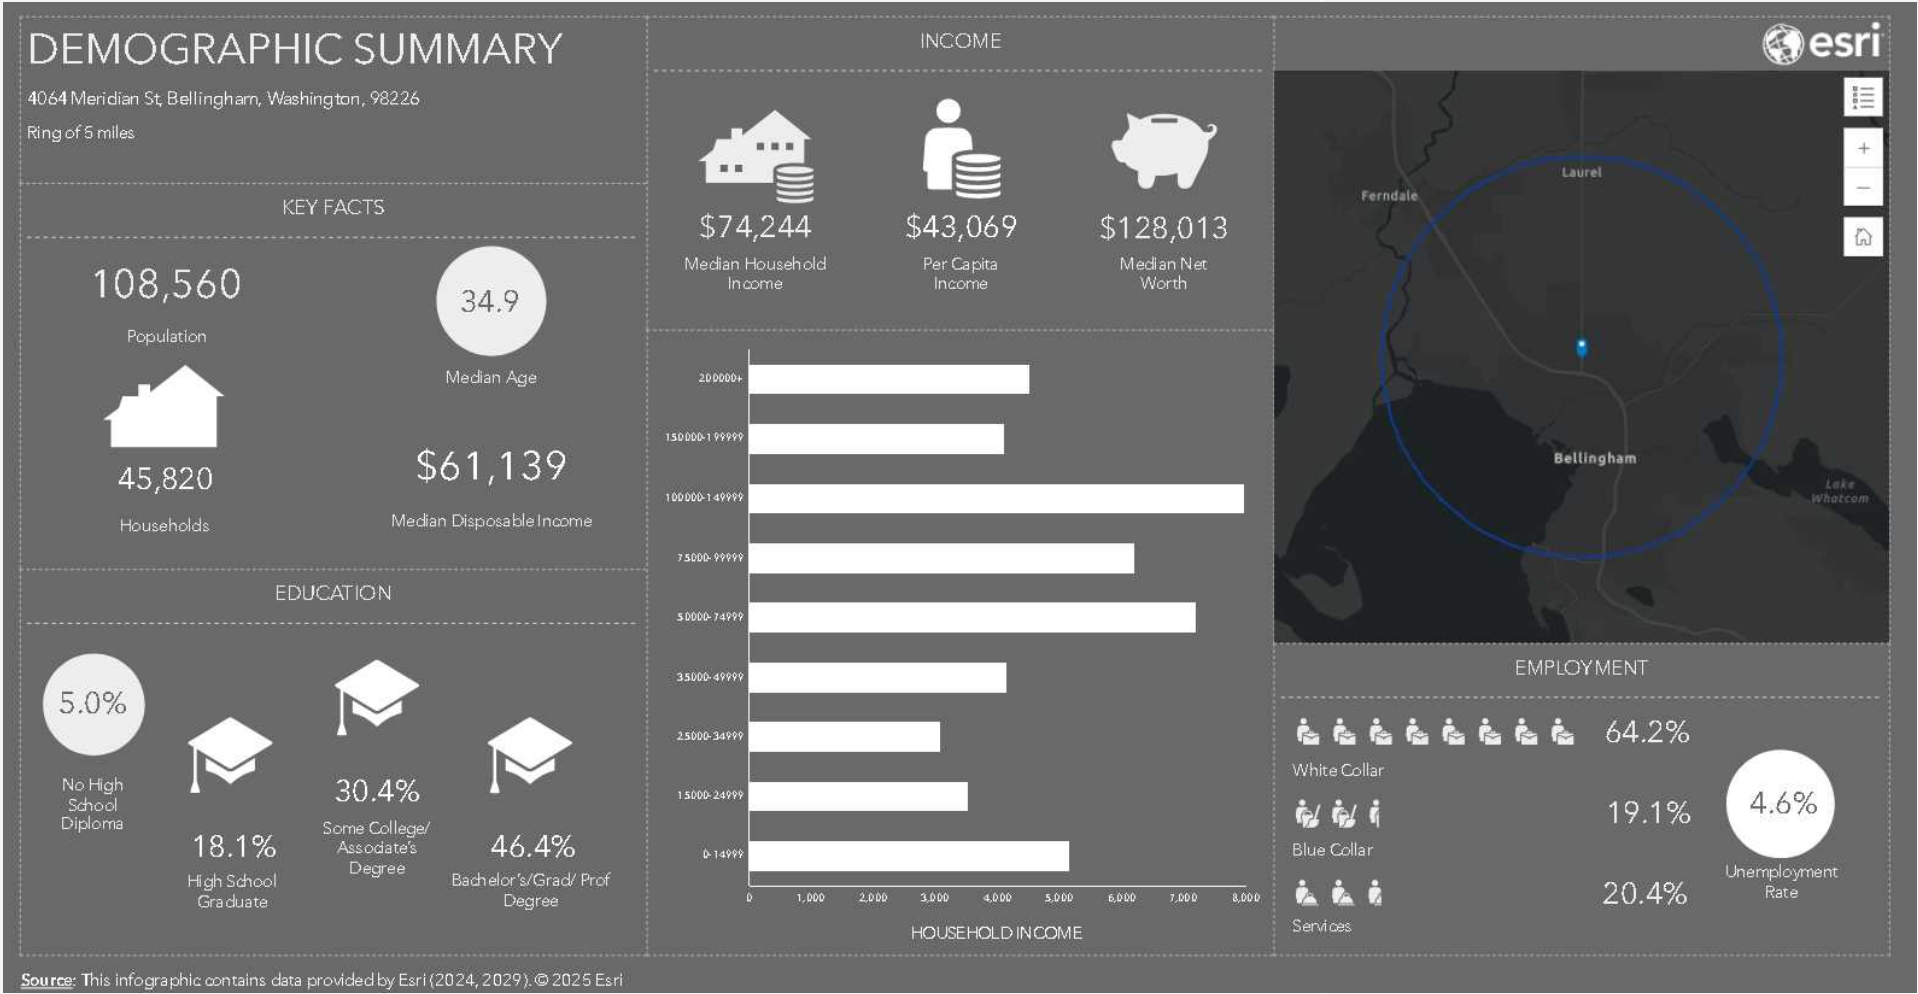 DEMOGRAPHIC SUMMARY
4064 Meridian St, Bellingham, Washington, 98226
Ring of 5 miles
KEY FACTS
108,560
Population
34.9
Median Age
45,820
Households
$61,139
Median Disposable Income
EDUCATION
5.0%
No High
School
Diploma
18.1%
High School
Graduate
30.4%
Some College/
Associate's
Degree
46.4%
Bachelor's/Grad/ Prof
Degree
INCOME
$74,244
Median Household
Income
$43,069
Per Capita
Income
$128,013
Median Net
Worth
200000+
150000-199999
100000-149999
75000-99999
50000-74999
35000-49999
25000-34999
15000-24999
0-14999
0 1,000 2,000 3,000 4,000 5,000 6,000 7,000 8,000
HOUSEHOLD INCOME
esri
Laurel
Ferndale
Bellingham
Lake
Whatcom
+
−
EMPLOYMENT
64.2%
White Collar
19.1%
Blue Collar
20.4%
Services
4.6%
Unemployment
Rate
Source: This infographic contains data provided by Esri (2024, 2029). © 2025 Esri